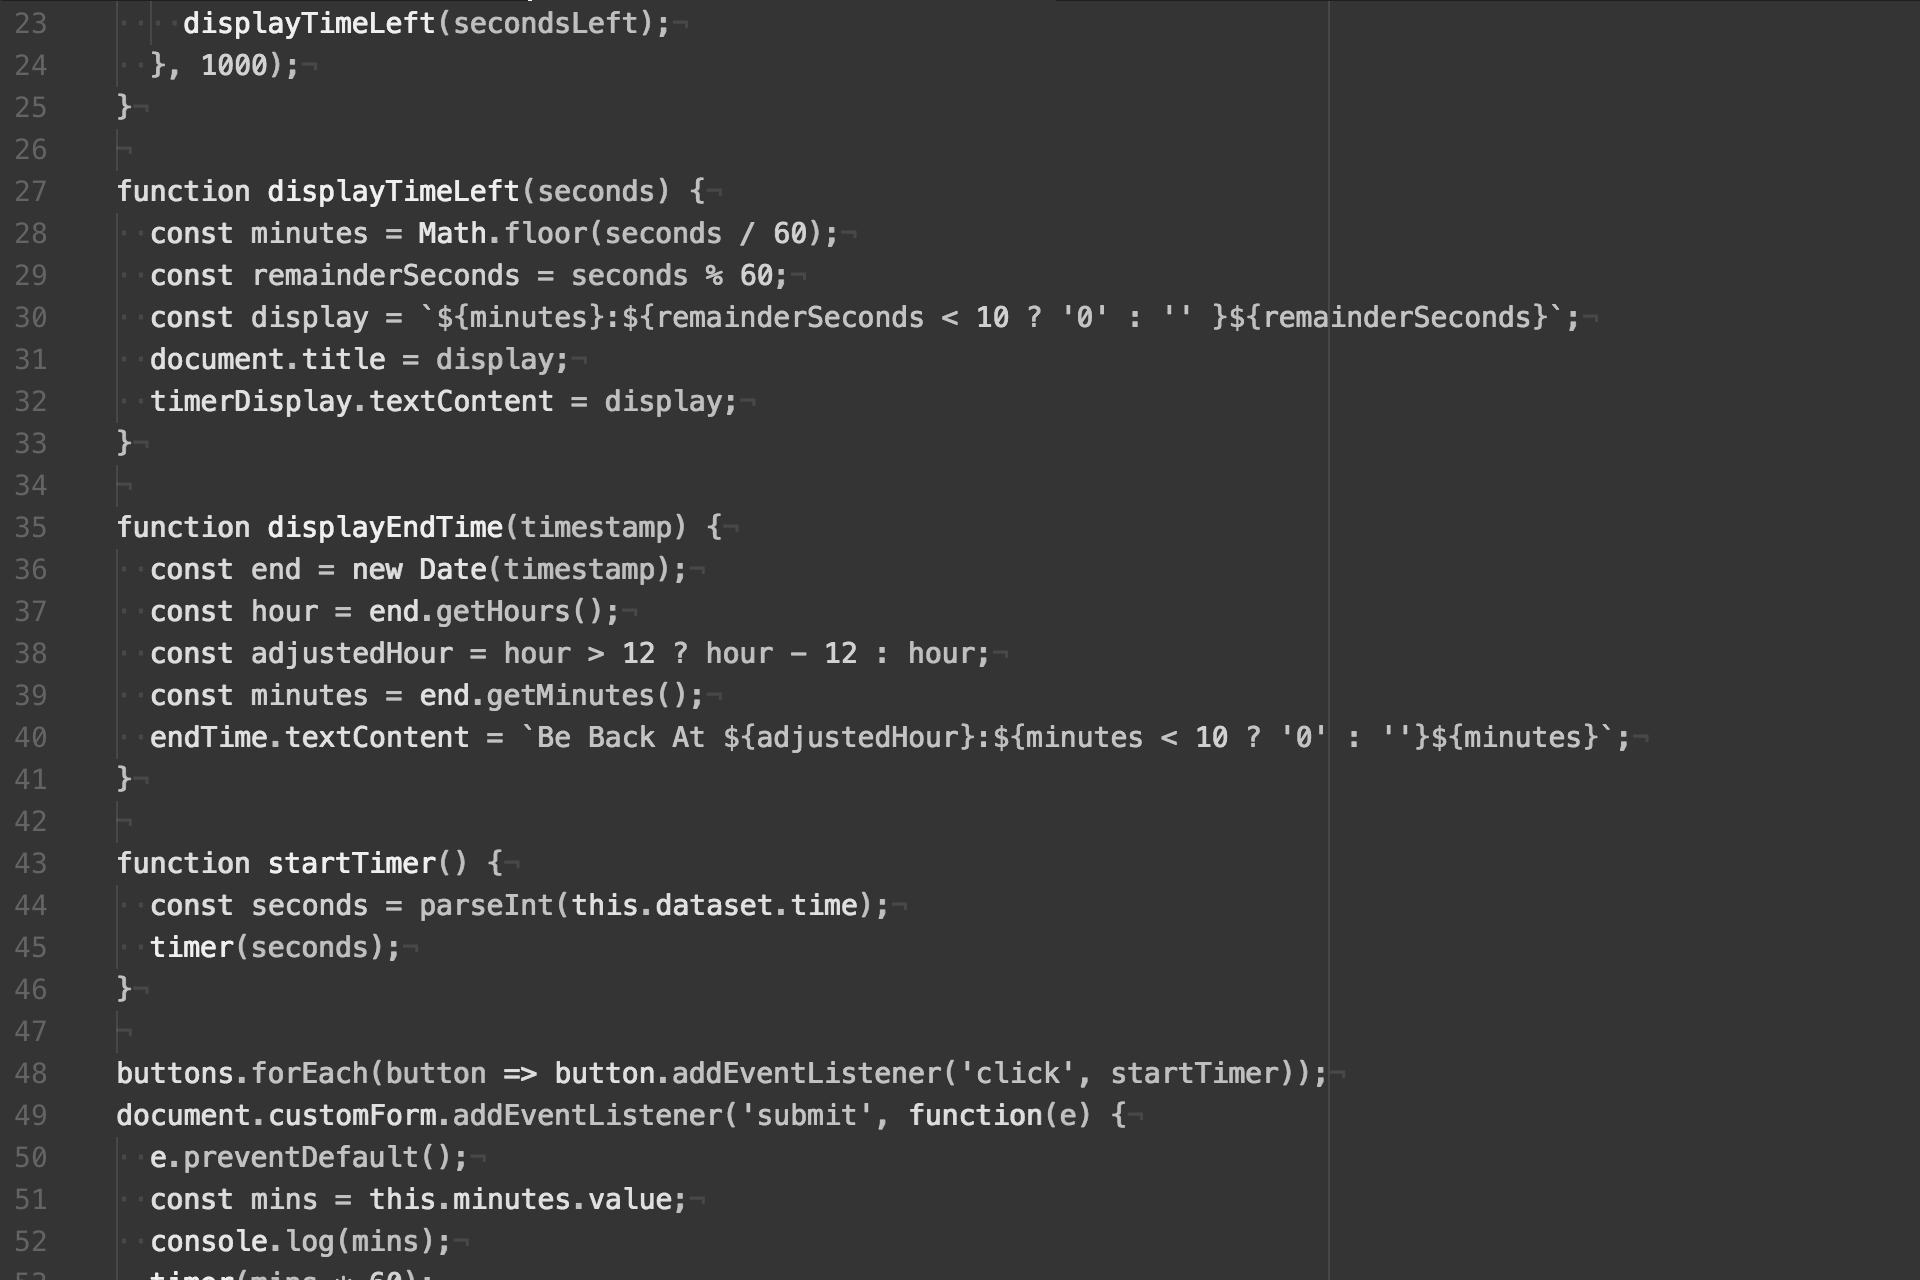 23 displayTimeLeft(secondsLeft);¬
24 }, 1000);¬
25 }¬
26 ¬
27 function displayTimeLeft(seconds) {¬
28 const minutes = Math.floor(seconds / 60);¬
29 const remainderSeconds = seconds % 60;¬
30 const display = `${minutes}:${remainderSeconds < 10 ? '0' : '' }${remainderSeconds}`;¬
31 document.title = display;¬
32 timerDisplay.textContent = display;¬
33 }¬
34 ¬
35 function displayEndTime(timestamp) {¬
36 const end = new Date(timestamp);¬
37 const hour = end.getHours();¬
38 const adjustedHour = hour > 12 ? hour - 12 : hour;¬
39 const minutes = end.getMinutes();¬
40 endTime.textContent = `Be Back At ${adjustedHour}:${minutes < 10 ? '0' : ''}${minutes}`;¬
41 }¬
42 ¬
43 function startTimer() {¬
44 const seconds = parseInt(this.dataset.time);¬
45 timer(seconds);¬
46 }¬
47 ¬
48 buttons.forEach(button => button.addEventListener('click', startTimer));¬
49 document.customForm.addEventListener('submit', function(e) {¬
50 e.preventDefault();¬
51 const mins = this.minutes.value;¬
52 console.log(mins);¬
53 timer(mins * 60);